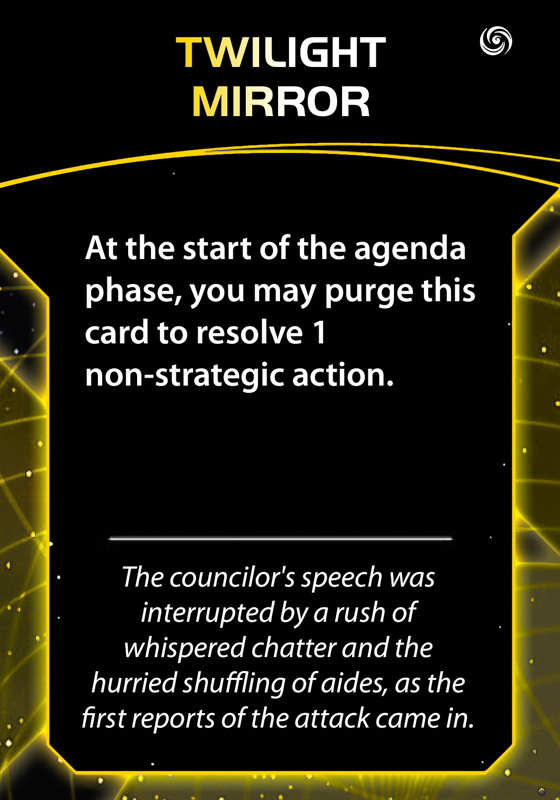 TWILIGHT
MIRROR
At the start of the agenda
phase, you may purge this
card to resolve 1
non-strategic action.
The councilor's speech was
interrupted by a rush of
whispered chatter and the
hurried shuffling of aides, as the
first reports of the attack came in.